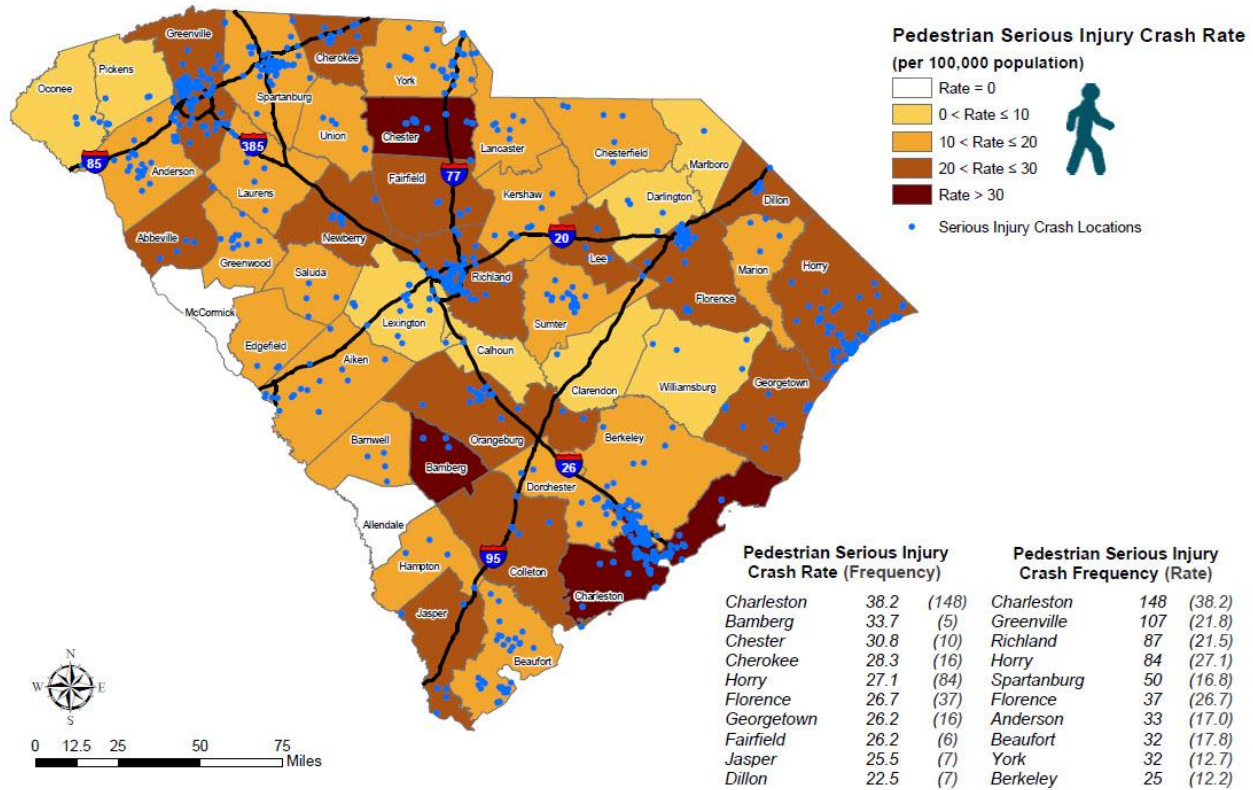 Pedestrian Serious Injury Crash Rate
(per 100,000 population)
Rate = 0
0 < Rate ≤ 10
10 < Rate ≤ 20
20 < Rate ≤ 30
Rate > 30
Serious Injury Crash Locations
Greenville
Cherokee
Pickens
York
Oconee
Spartanburg
Union
Chester
Lancaster
Chesterfield
Marlboro
385
85
Anderson
77
Fairfield
Laurens
Kershaw
Darlington
Dillon
Abbeville
Newberry
20
Lee
Greenwood
Saluda
Richland
Marion
Horry
McCormick
Florence
Lexington
Sumter
Edgefield
Aiken
Calhoun
Clarendon
Williamsburg
Georgetown
Barnwell
Orangeburg
Berkeley
Bamberg
26
Dorchester
Allendale
95
Hampton
Colleton
Charleston
Jasper
Beaufort
N
W E
S
0 12.5 25 50 75
Miles
Pedestrian Serious Injury
Crash Rate (Frequency)
Charleston 38.2 (148)
Bamberg 33.7 (5)
Chester 30.8 (10)
Cherokee 28.3 (16)
Horry 27.1 (84)
Florence 26.7 (37)
Georgetown 26.2 (16)
Fairfield 26.2 (6)
Jasper 25.5 (7)
Dillon 22.5 (7)
Pedestrian Serious Injury
Crash Frequency (Rate)
Charleston 148 (38.2)
Greenville 107 (21.8)
Richland 87 (21.5)
Horry 84 (27.1)
Spartanburg 50 (16.8)
Florence 37 (26.7)
Anderson 33 (17.0)
Beaufort 32 (17.8)
York 32 (12.7)
Berkeley 25 (12.2)